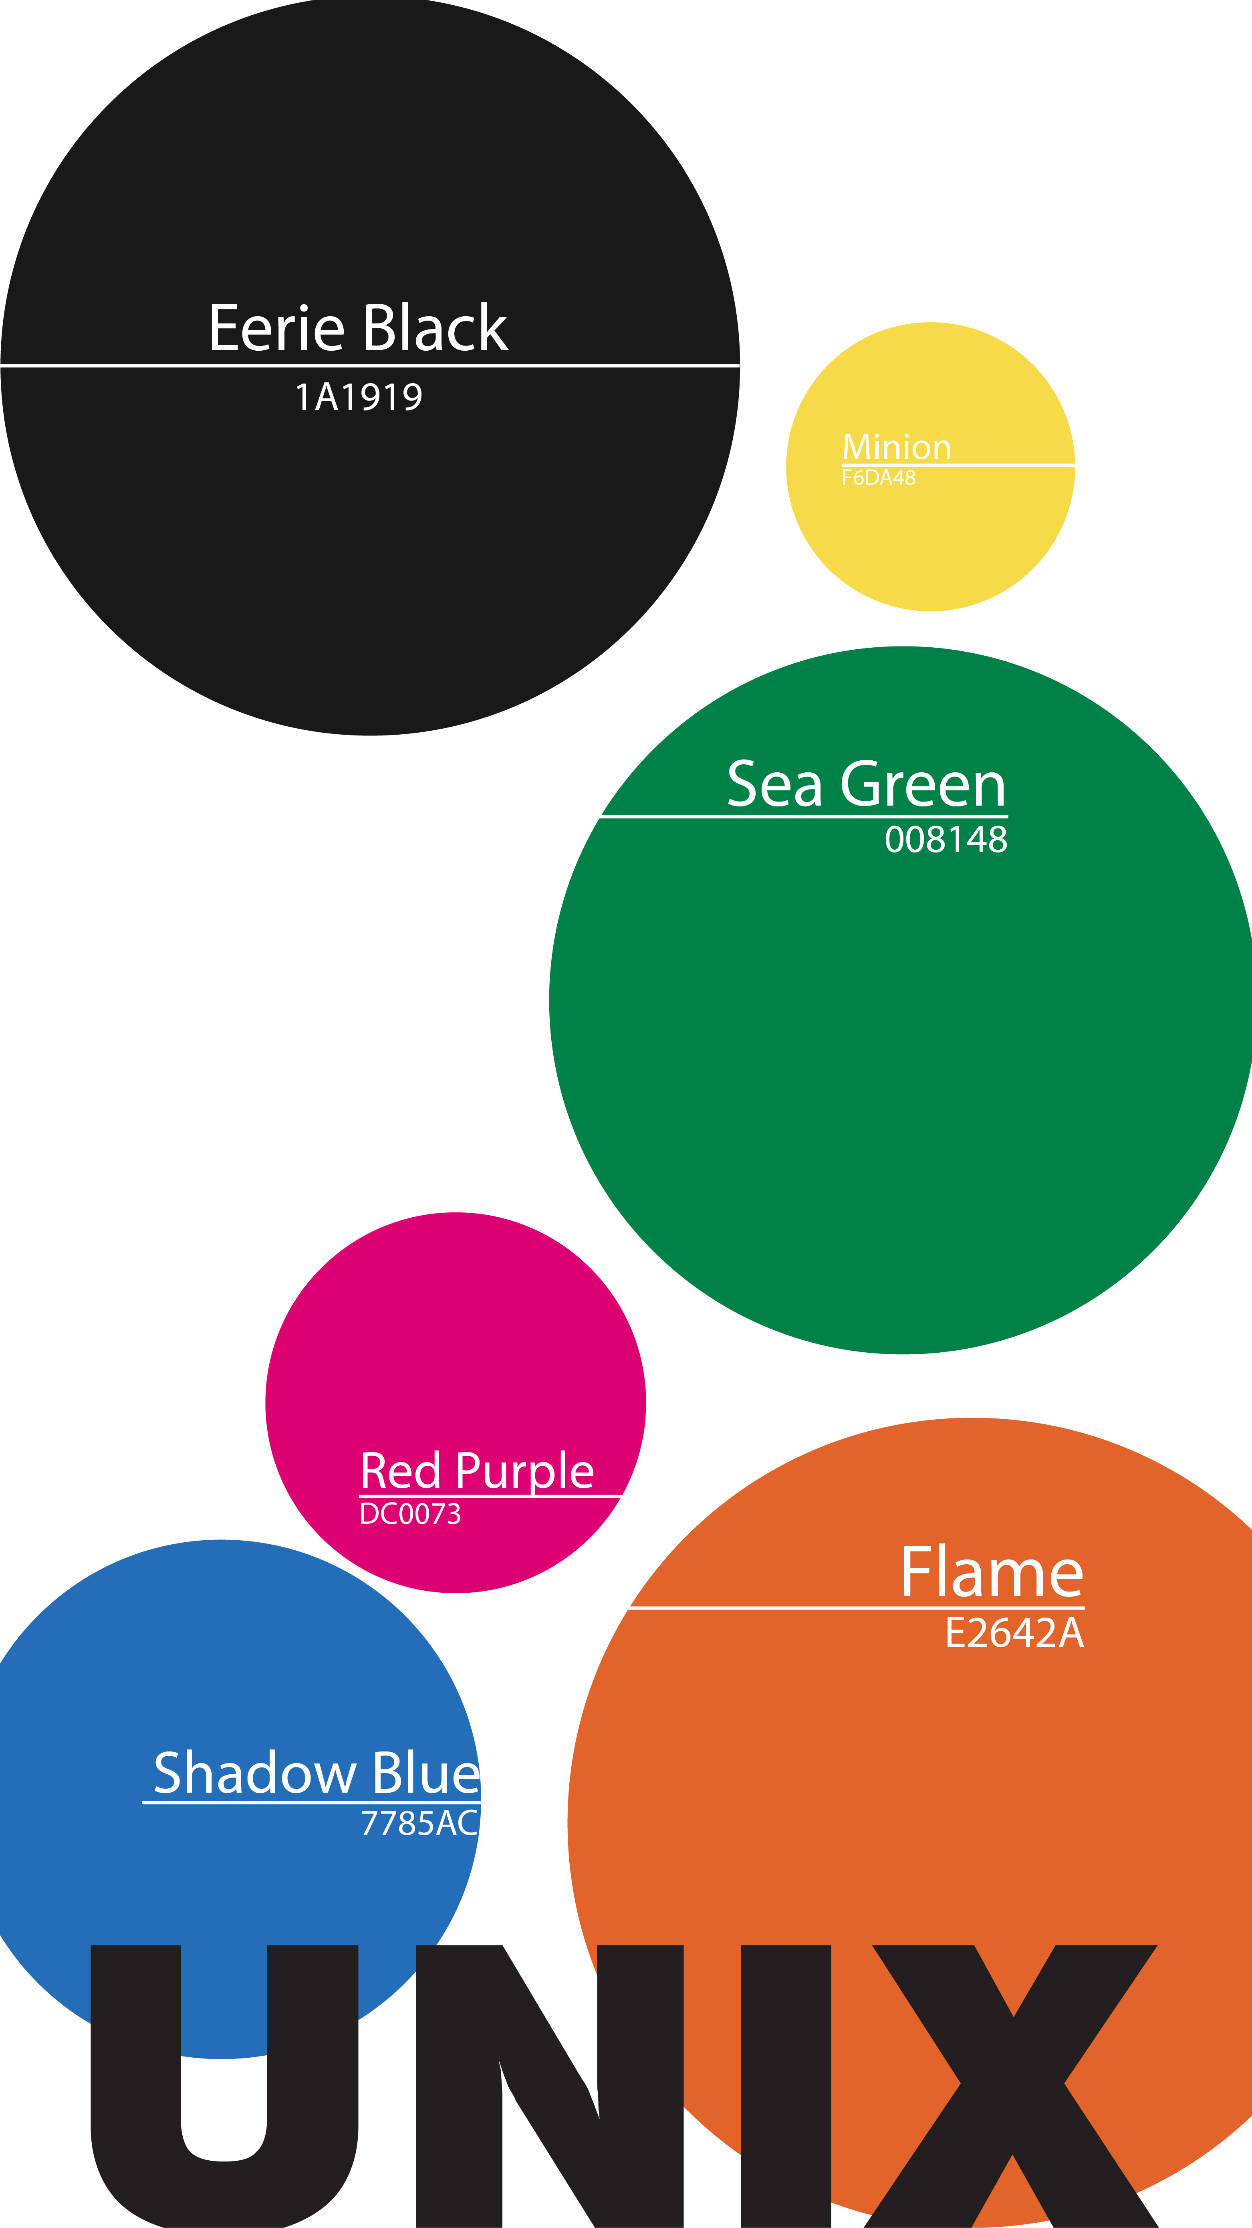 Eerie Black
1A1919
Minion
F6DA48
Sea Green
008148
Red Purple
DC0073
Flame
E2642A
Shadow Blue
7785AC
UNIX